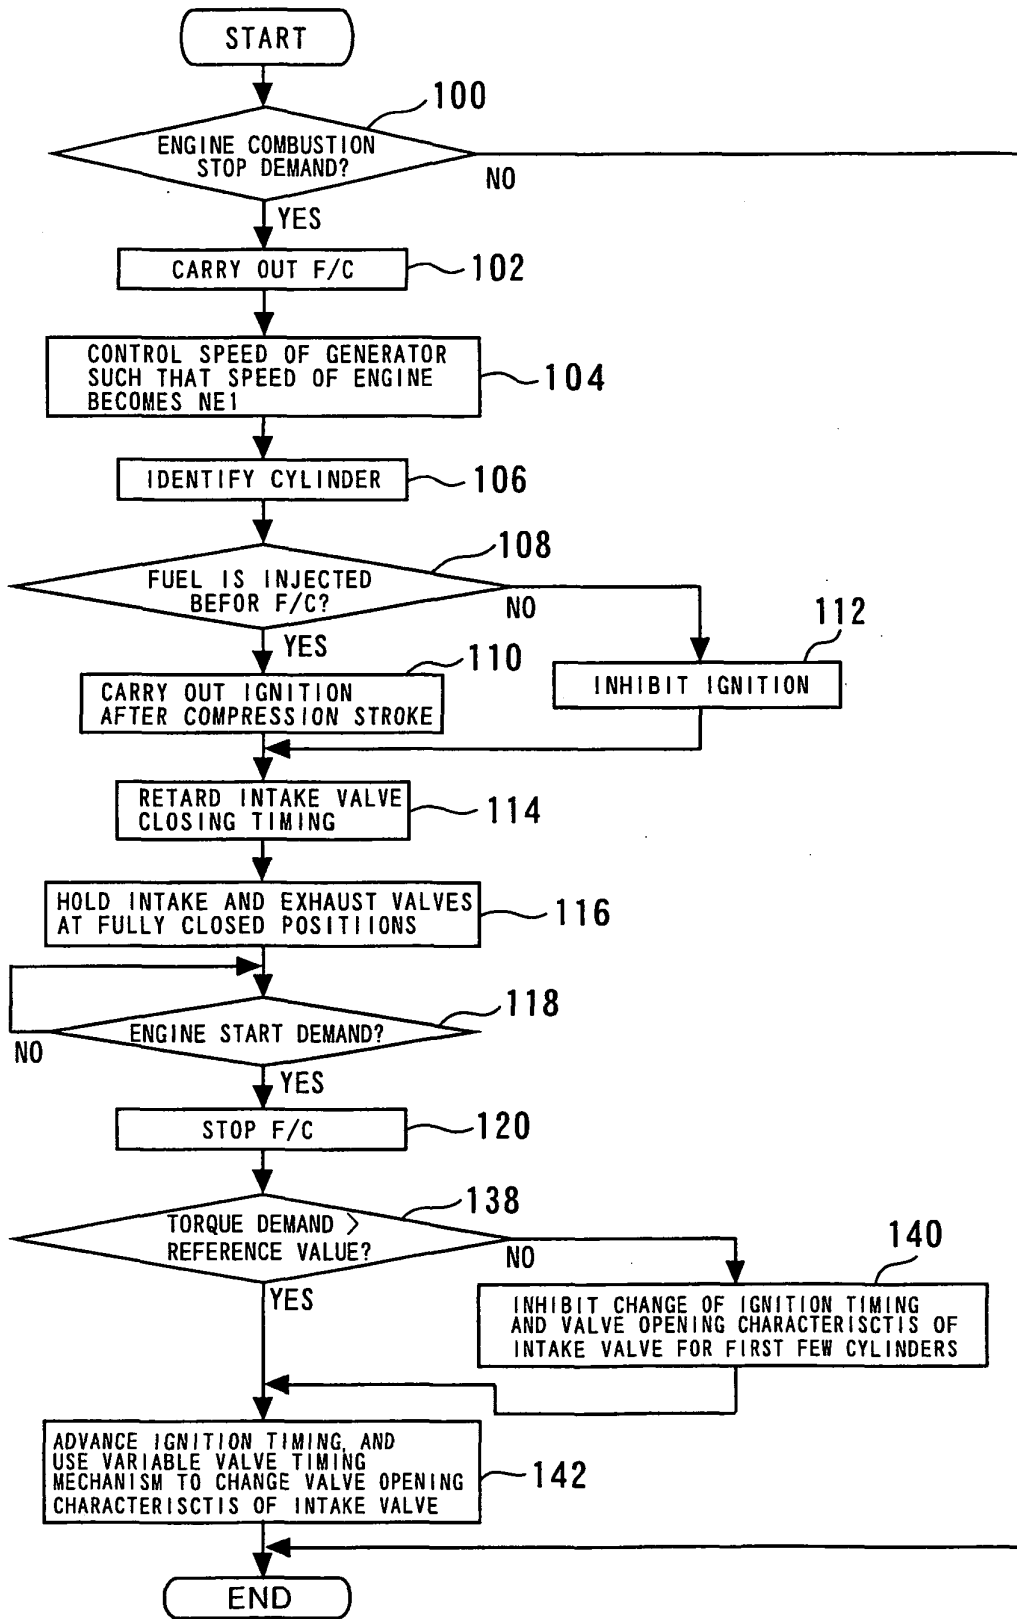 START
100
ENGINE COMBUSTION
STOP DEMAND?
NO
YES
CARRY OUT F/C
102
CONTROL SPEED OF GENERATOR
SUCH THAT SPEED OF ENGINE
BECOMES NE1
104
IDENTIFY CYLINDER
106
108
FUEL IS INJECTED
BEFOR F/C?
NO
YES
112
110
CARRY OUT IGNITION
AFTER COMPRESSION STROKE
INHIBIT IGNITION
RETARD INTAKE VALVE
CLOSING TIMING
114
HOLD INTAKE AND EXHAUST VALVES
AT FULLY CLOSED POSITIIONS
116
118
ENGINE START DEMAND?
NO
YES
STOP F/C
120
138
TORQUE DEMAND >
REFERENCE VALUE?
NO
YES
140
INHIBIT CHANGE OF IGNITION TIMING
AND VALVE OPENING CHARACTERISCTIS OF
INTAKE VALVE FOR FIRST FEW CYLINDERS
ADVANCE IGNITION TIMING, AND
USE VARIABLE VALVE TIMING
MECHANISM TO CHANGE VALVE OPENING
CHARACTERISCTIS OF INTAKE VALVE
142
END